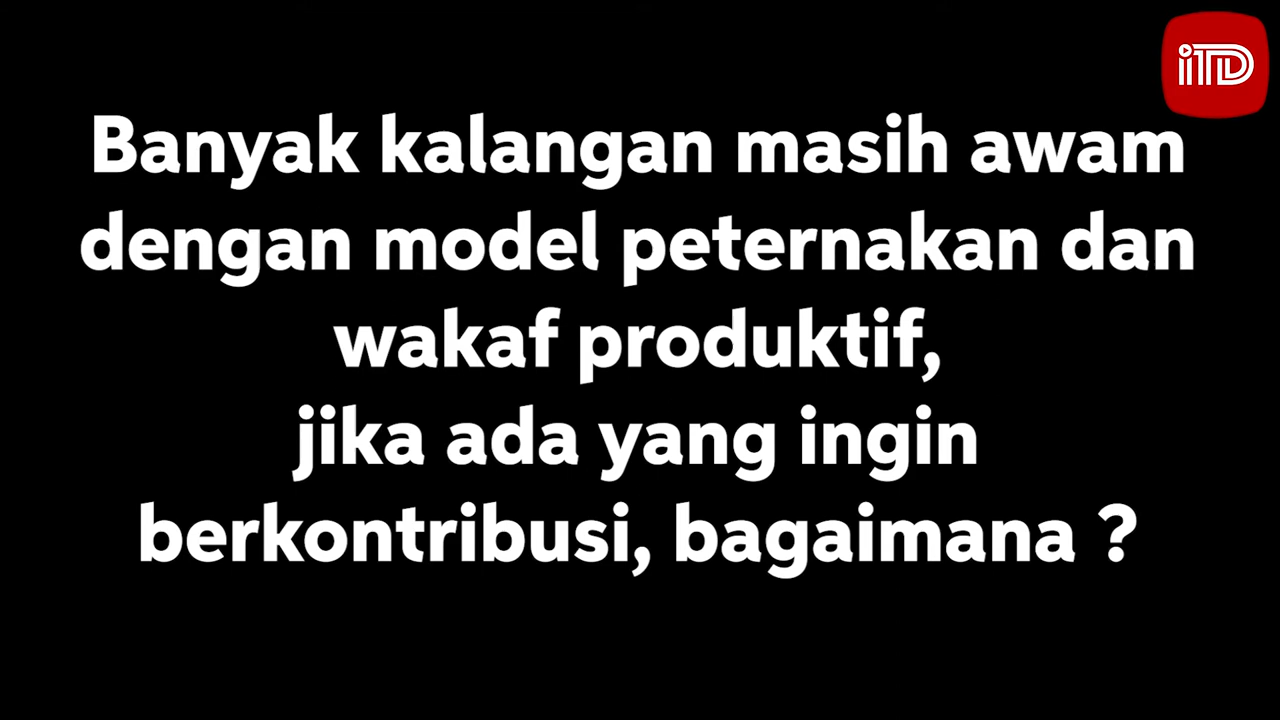 iTD
Banyak kalangan masih awam
dengan model peternakan dan
wakaf produktif,
jika ada yang ingin
berkontribusi, bagaimana ?